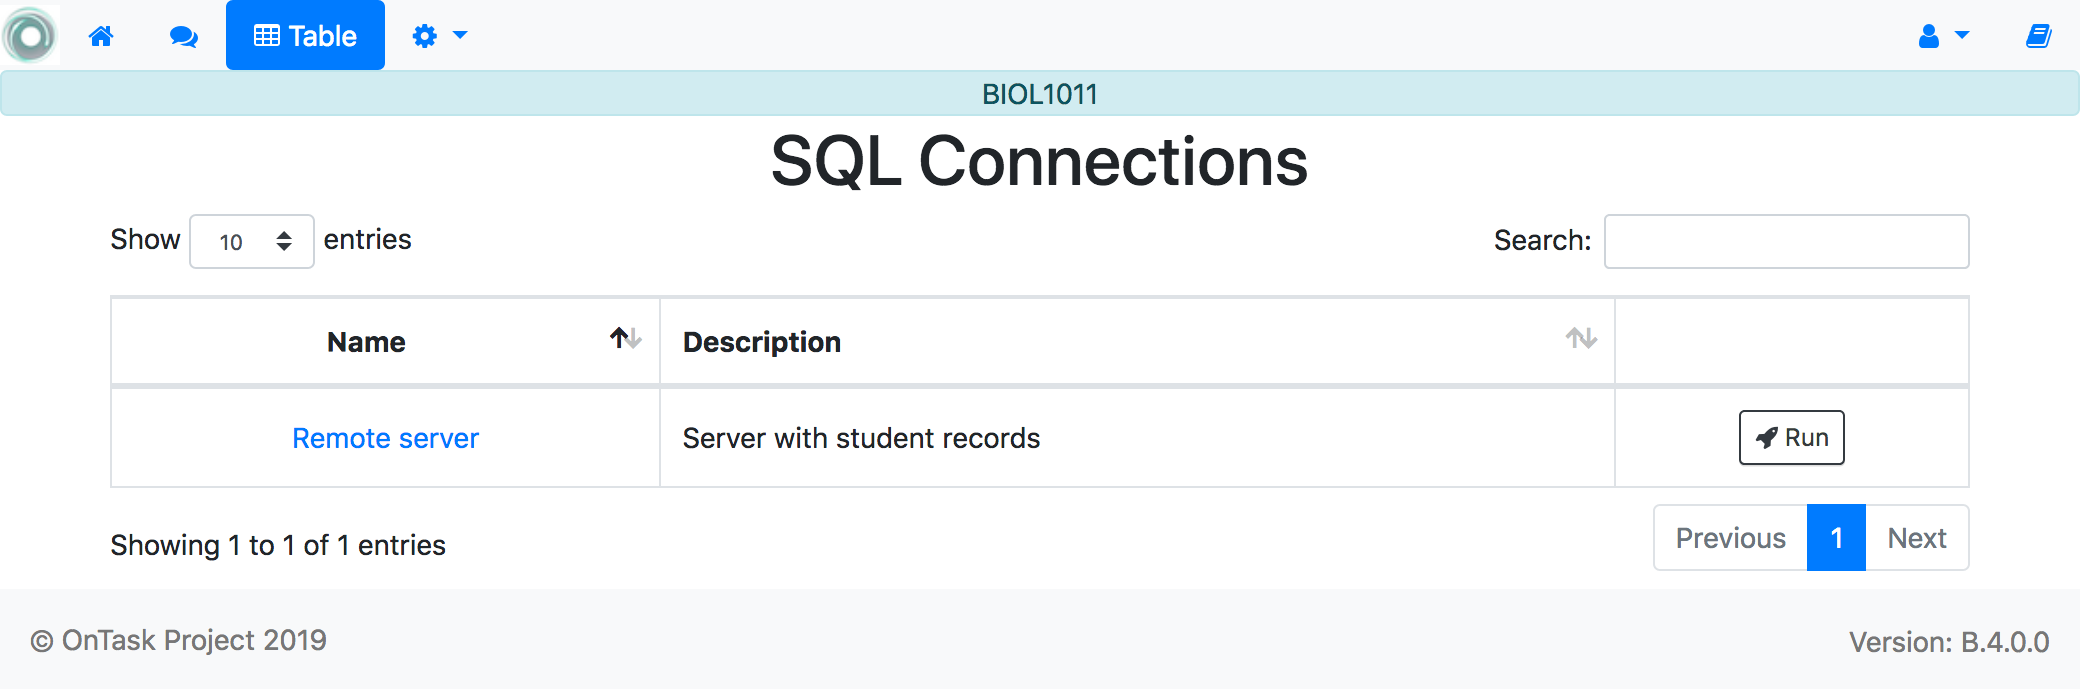 Table
BIOL1011
SQL Connections
Show 10 entries
Search:
Name Description
Remote server Server with student records Run
Showing 1 to 1 of 1 entries
Previous 1 Next
© OnTask Project 2019
Version: B.4.0.0